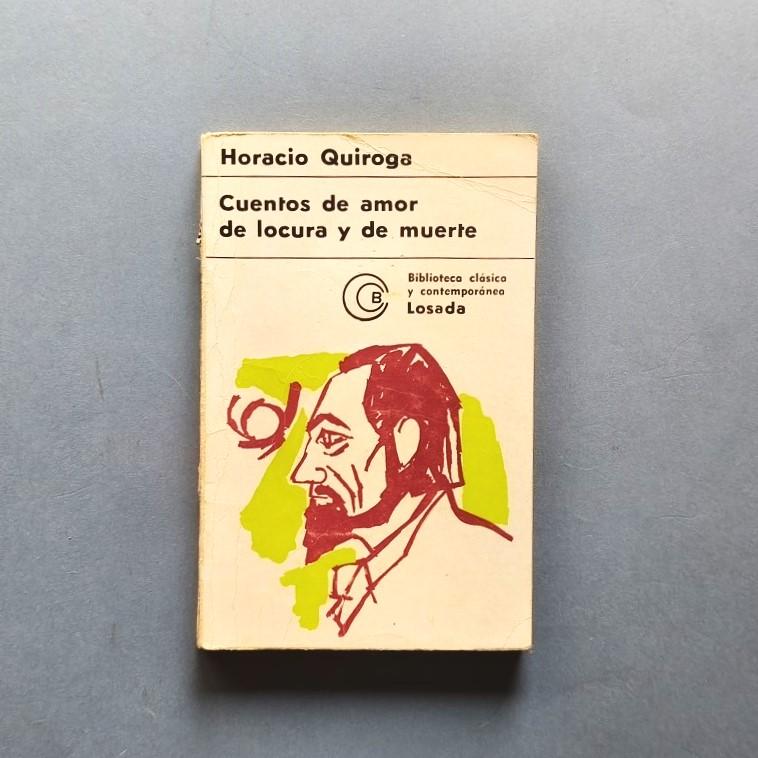 Horacio Quiroga
Cuentos de amor
de locura y de muerte
B
Biblioteca clásica
y contemporánea
Losada